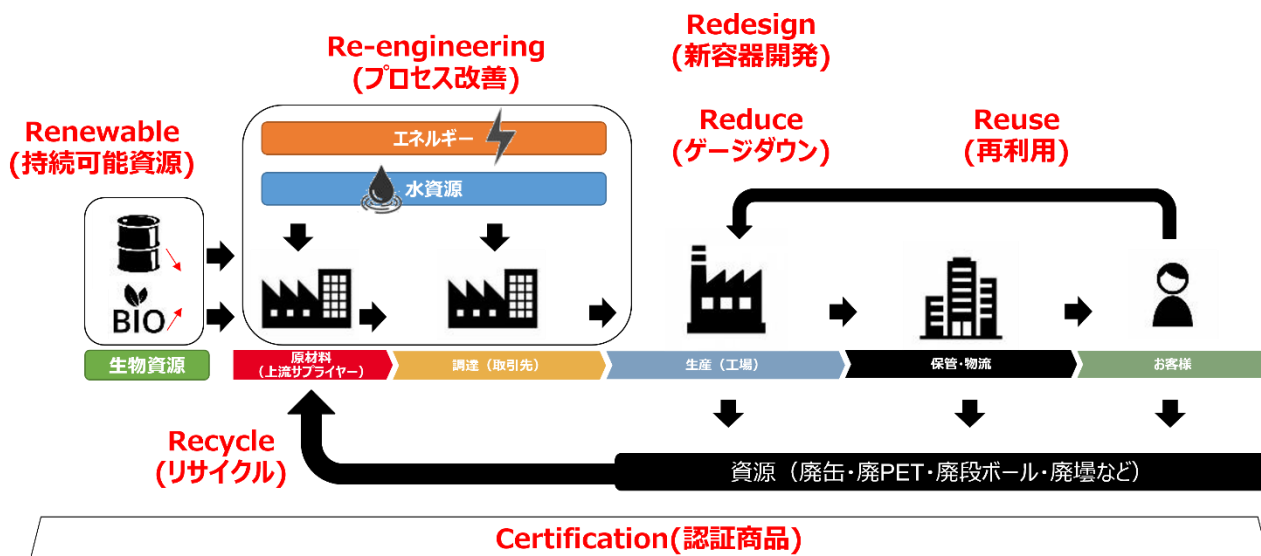 Redesign
(新容器開発)
Re-engineering
(プロセス改善)
Renewable
(持続可能資源)
Reduce
(ゲージダウン)
Reuse
(再利用)
エネルギー
水資源
BIO
生物資源
原材料
(上流サプライヤー)
調達（取引先）
生産（工場）
保管・物流
お客様
Recycle
(リサイクル)
資源（廃缶・廃PET・廃段ボール・廃壜など）
Certification(認証商品)